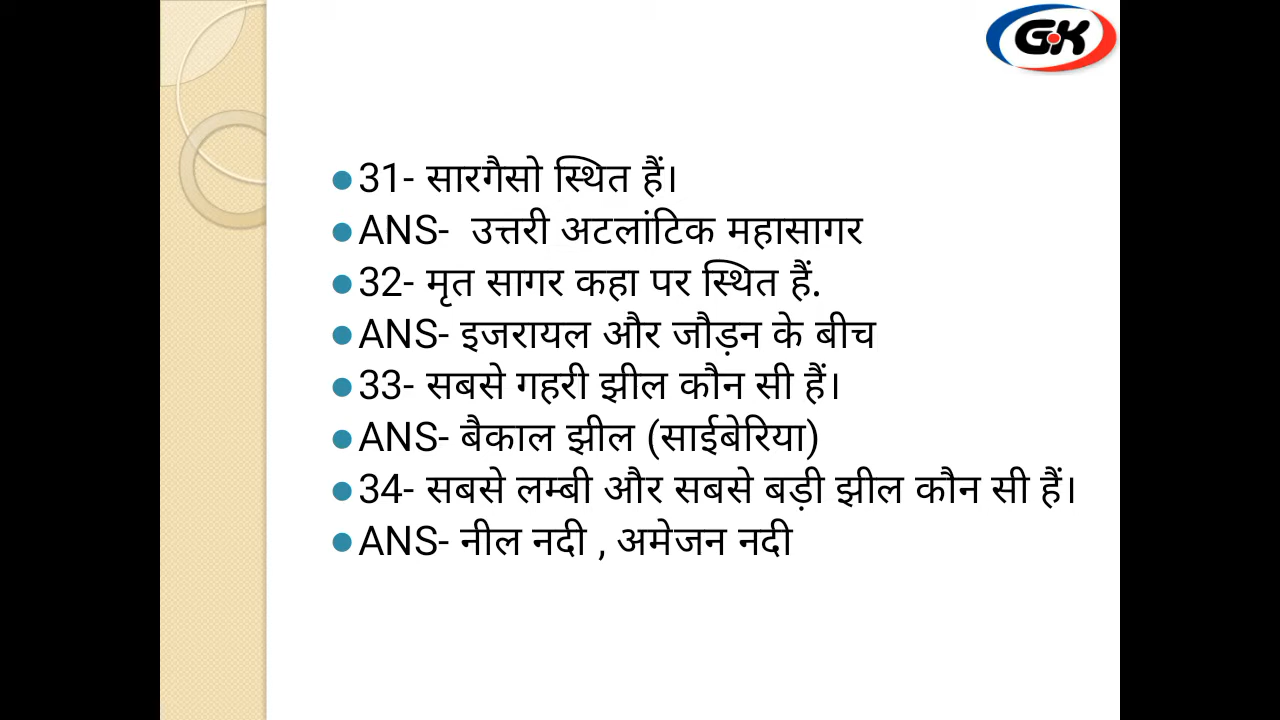 GK
31- सारगैसो स्थित हैं।
ANS- उत्तरी अटलांटिक महासागर
32- मृत सागर कहा पर स्थित हैं.
ANS- इजरायल और जौड़न के बीच
33- सबसे गहरी झील कौन सी हैं।
ANS- बैकाल झील (साईबेरिया)
34- सबसे लम्बी और सबसे बड़ी झील कौन सी हैं।
ANS- नील नदी , अमेजन नदी